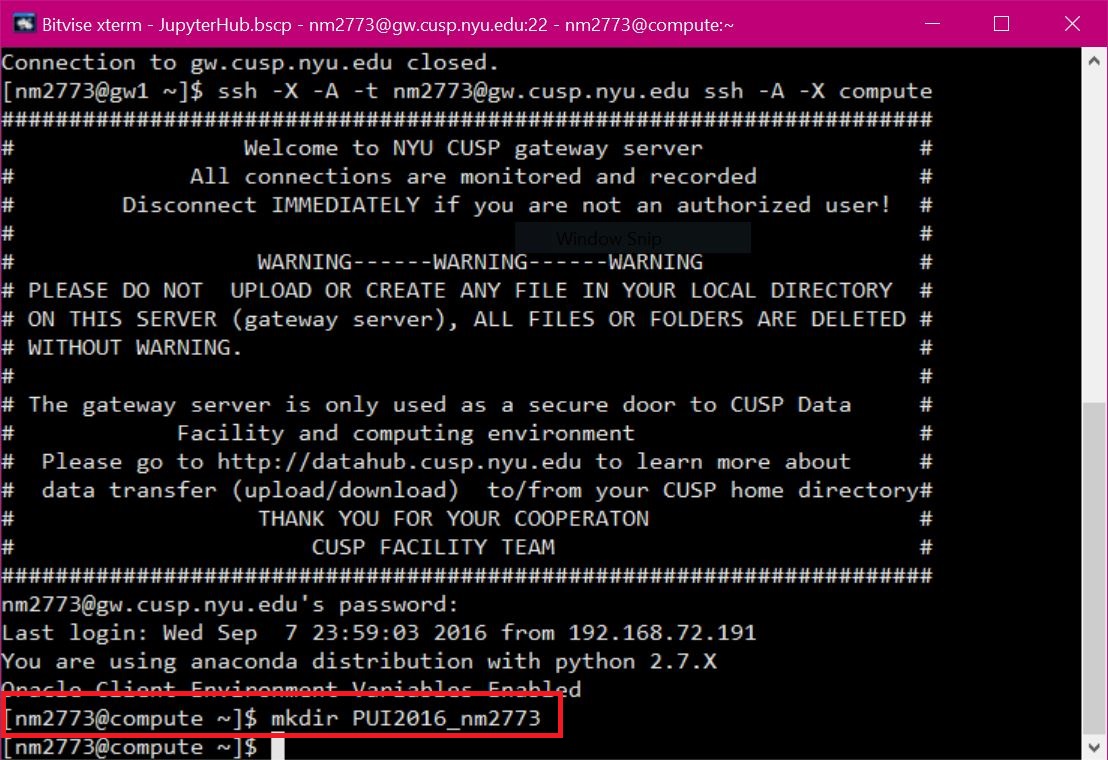 Bitvise xterm - JupyterHub.bscp - nm2773@gw.cusp.nyu.edu:22 - nm2773@compute:~
Connection to gw.cusp.nyu.edu closed.
[nm2773@gw1 ~]$ ssh -X -A -t nm2773@gw.cusp.nyu.edu ssh -A -X compute
#####################################################################
# Welcome to NYU CUSP gateway server #
# All connections are monitored and recorded #
# Disconnect IMMEDIATELY if you are not an authorized user! #
# #
Window Snip
# WARNING------WARNING------WARNING #
# PLEASE DO NOT  UPLOAD OR CREATE ANY FILE IN YOUR LOCAL DIRECTORY #
# ON THIS SERVER (gateway server), ALL FILES OR FOLDERS ARE DELETED #
# WITHOUT WARNING. #
# #
# The gateway server is only used as a secure door to CUSP Data #
# Facility and computing environment #
# Please go to http://datahub.cusp.nyu.edu to learn more about #
# data transfer (upload/download)  to/from your CUSP home directory#
# THANK YOU FOR YOUR COOPERATON #
# CUSP FACILITY TEAM #
#####################################################################
nm2773@gw.cusp.nyu.edu's password:
Last login: Wed Sep  7 23:59:03 2016 from 192.168.72.191
You are using anaconda distribution with python 2.7.X
Oracle Client Environment Variables Enabled
[nm2773@compute ~]$ mkdir PUI2016_nm2773
[nm2773@compute ~]$